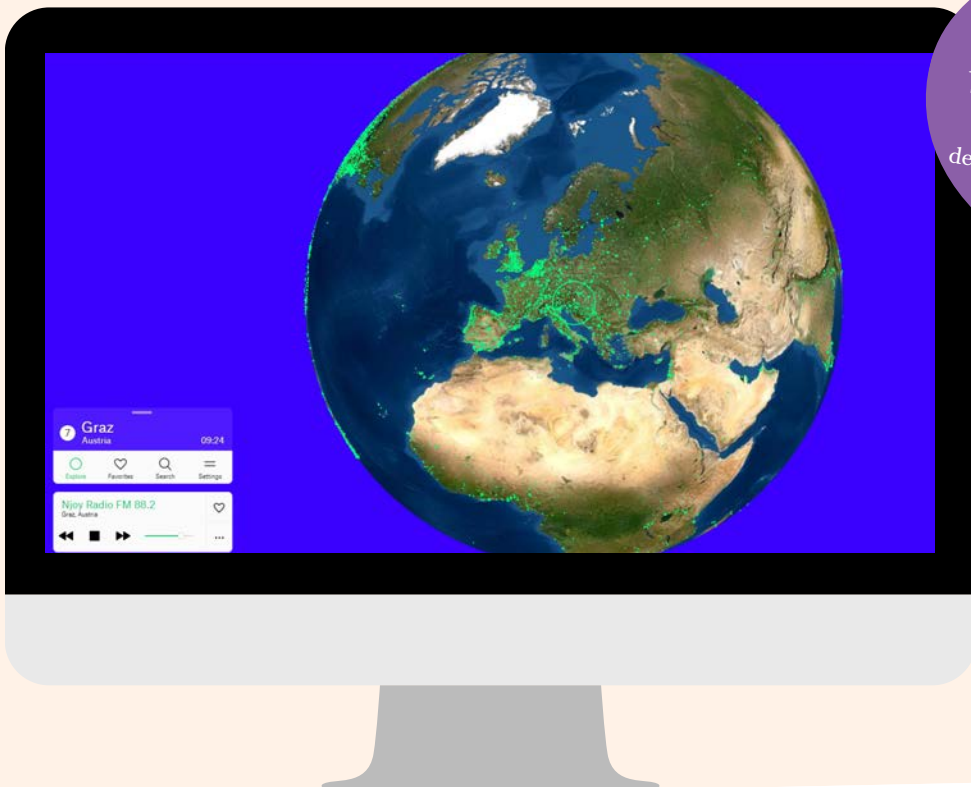 de
7
Graz
Austria
09:24
Explore
Favorites
Search
Settings
Njoy Radio FM 88.2
Graz, Austria